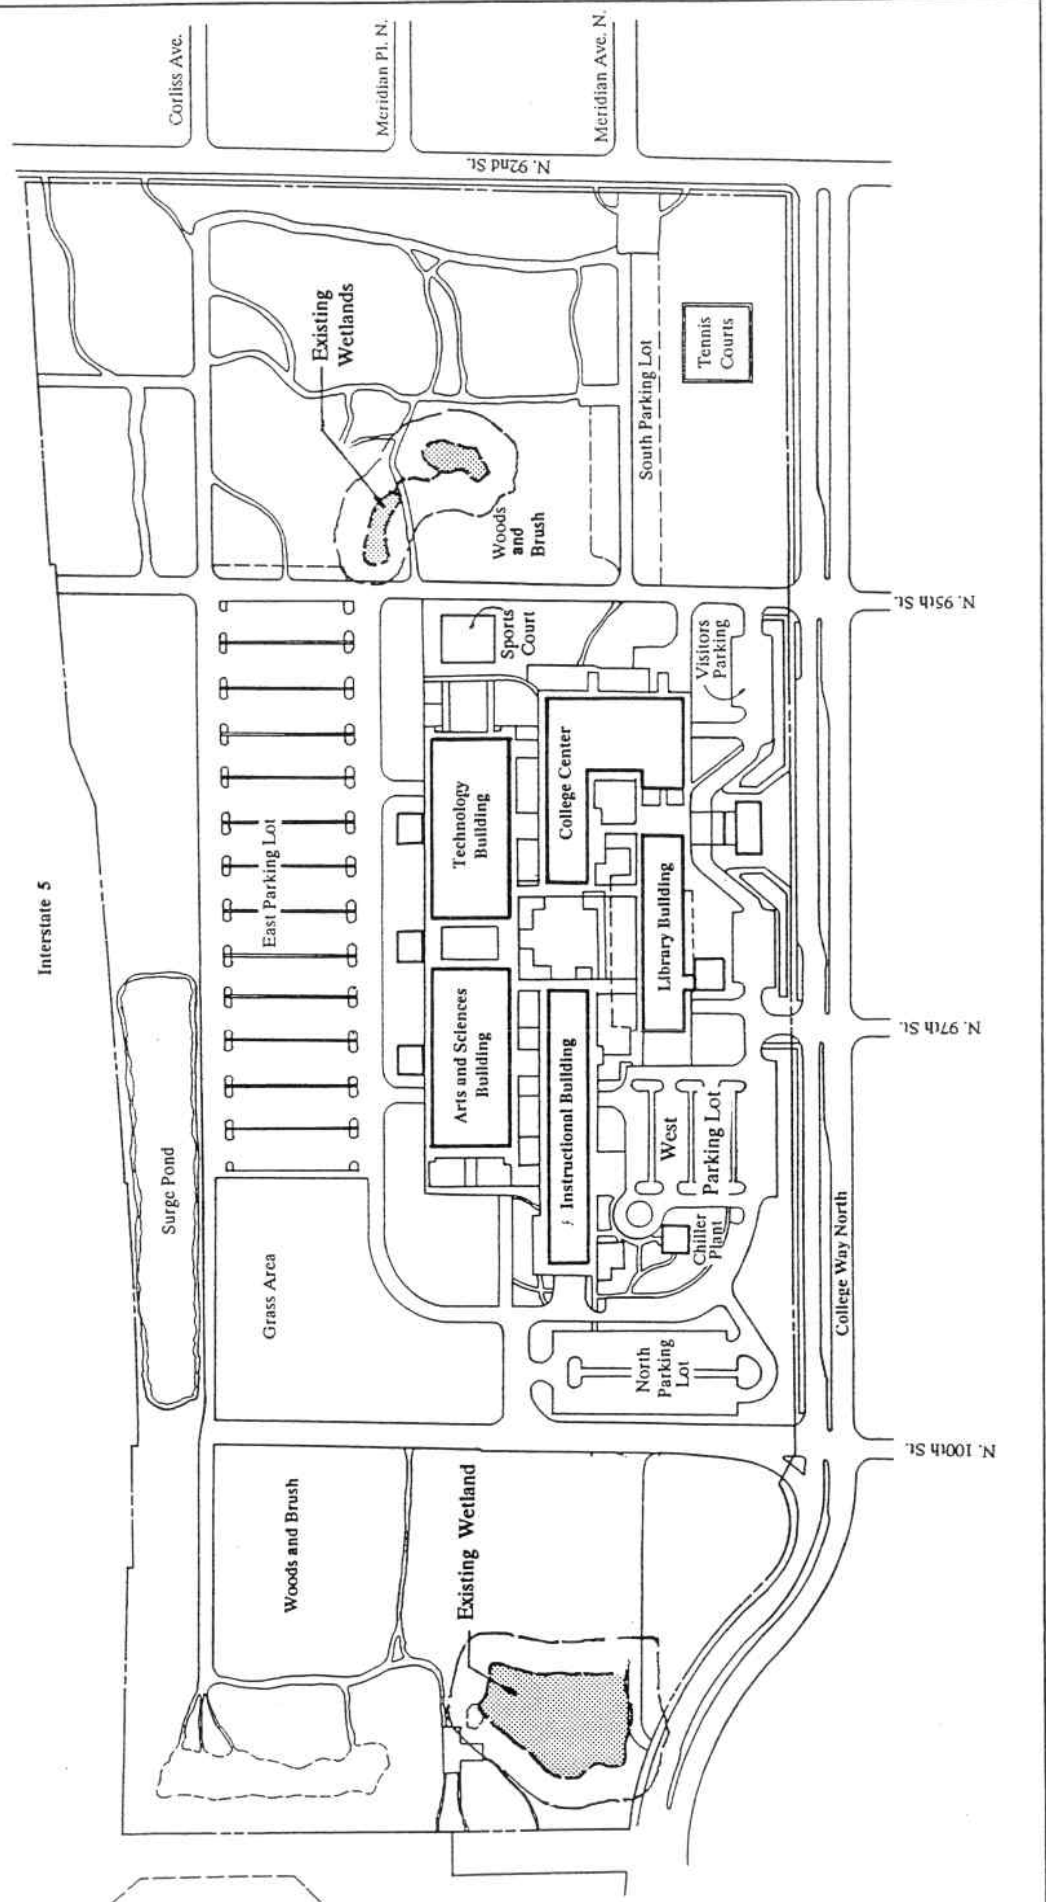 Corliss Ave.
Meridian Pl. N.
Meridian Ave. N.
N. 92nd St.
Existing
Wetlands
South Parking Lot
Tennis
Courts
Woods
and
Brush
N. 95th St.
Sports
Court
Visitors
Parking
Interstate 5
East Parking Lot
Technology
Building
College Center
Library Building
Arts and Sciences
Building
Instructional Building
N. 97th St.
West
Parking Lot
Surge Pond
Grass Area
Chiller
Plant
College Way North
North
Parking
Lot
N. 100th St.
Woods and Brush
Existing Wetland